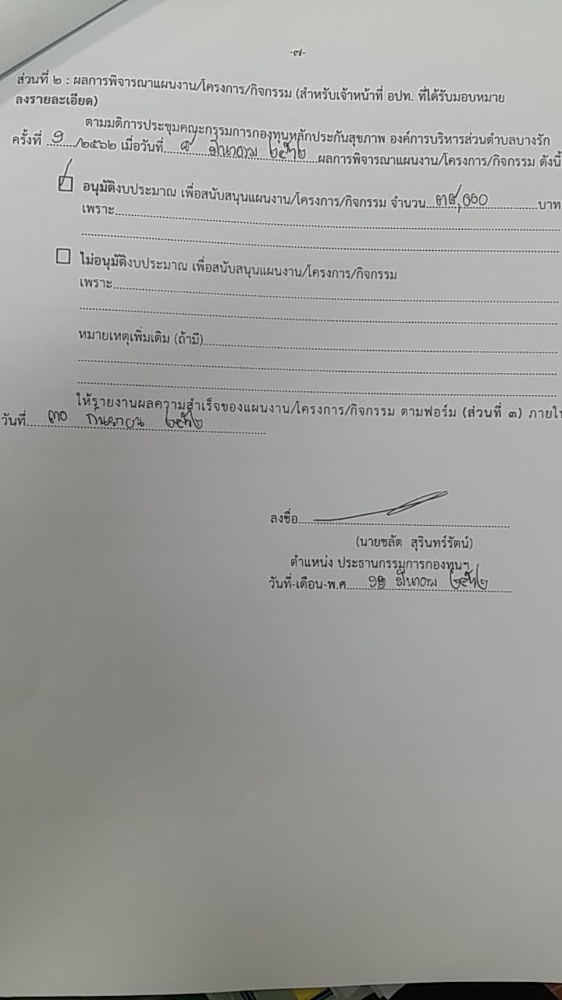 -๗-
ส่วนที่ ๒ : ผลการพิจารณาแผนงาน/โครงการ/กิจกรรม (สำหรับเจ้าหน้าที่ อปท. ที่ได้รับมอบหมาย
ลงรายละเอียด)
ตามมติการประชุมคณะกรรมการกองทุนหลักประกันสุขภาพ องค์การบริหารส่วนตำบลบางรัก
ครั้งที่ ๑/๒๕๖๒ เมื่อวันที่ ๘ มีนาคม ๒๕๖๒ ผลการพิจารณาแผนงาน/โครงการ/กิจกรรม ดังนี้
อนุมัติงบประมาณ เพื่อสนับสนุนแผนงาน/โครงการ/กิจกรรม จำนวน บาท
เพราะ
ไม่อนุมัติงบประมาณ เพื่อสนับสนุนแผนงาน/โครงการ/กิจกรรม
เพราะ
หมายเหตุเพิ่มเติม (ถ้ามี)
ให้รายงานผลความสำเร็จของแผนงาน/โครงการ/กิจกรรม ตามฟอร์ม (ส่วนที่ ๓) ภายใ
วันที่ ๓๐ กันยายน ๒๕๖๒
ลงชื่อ
(นายชลัต สุรินทร์รัตน์)
ตำแหน่ง ประธานกรรมการกองทุนฯ
วันที่-เดือน-พ.ศ. มีนาคม ๒๕๖๒